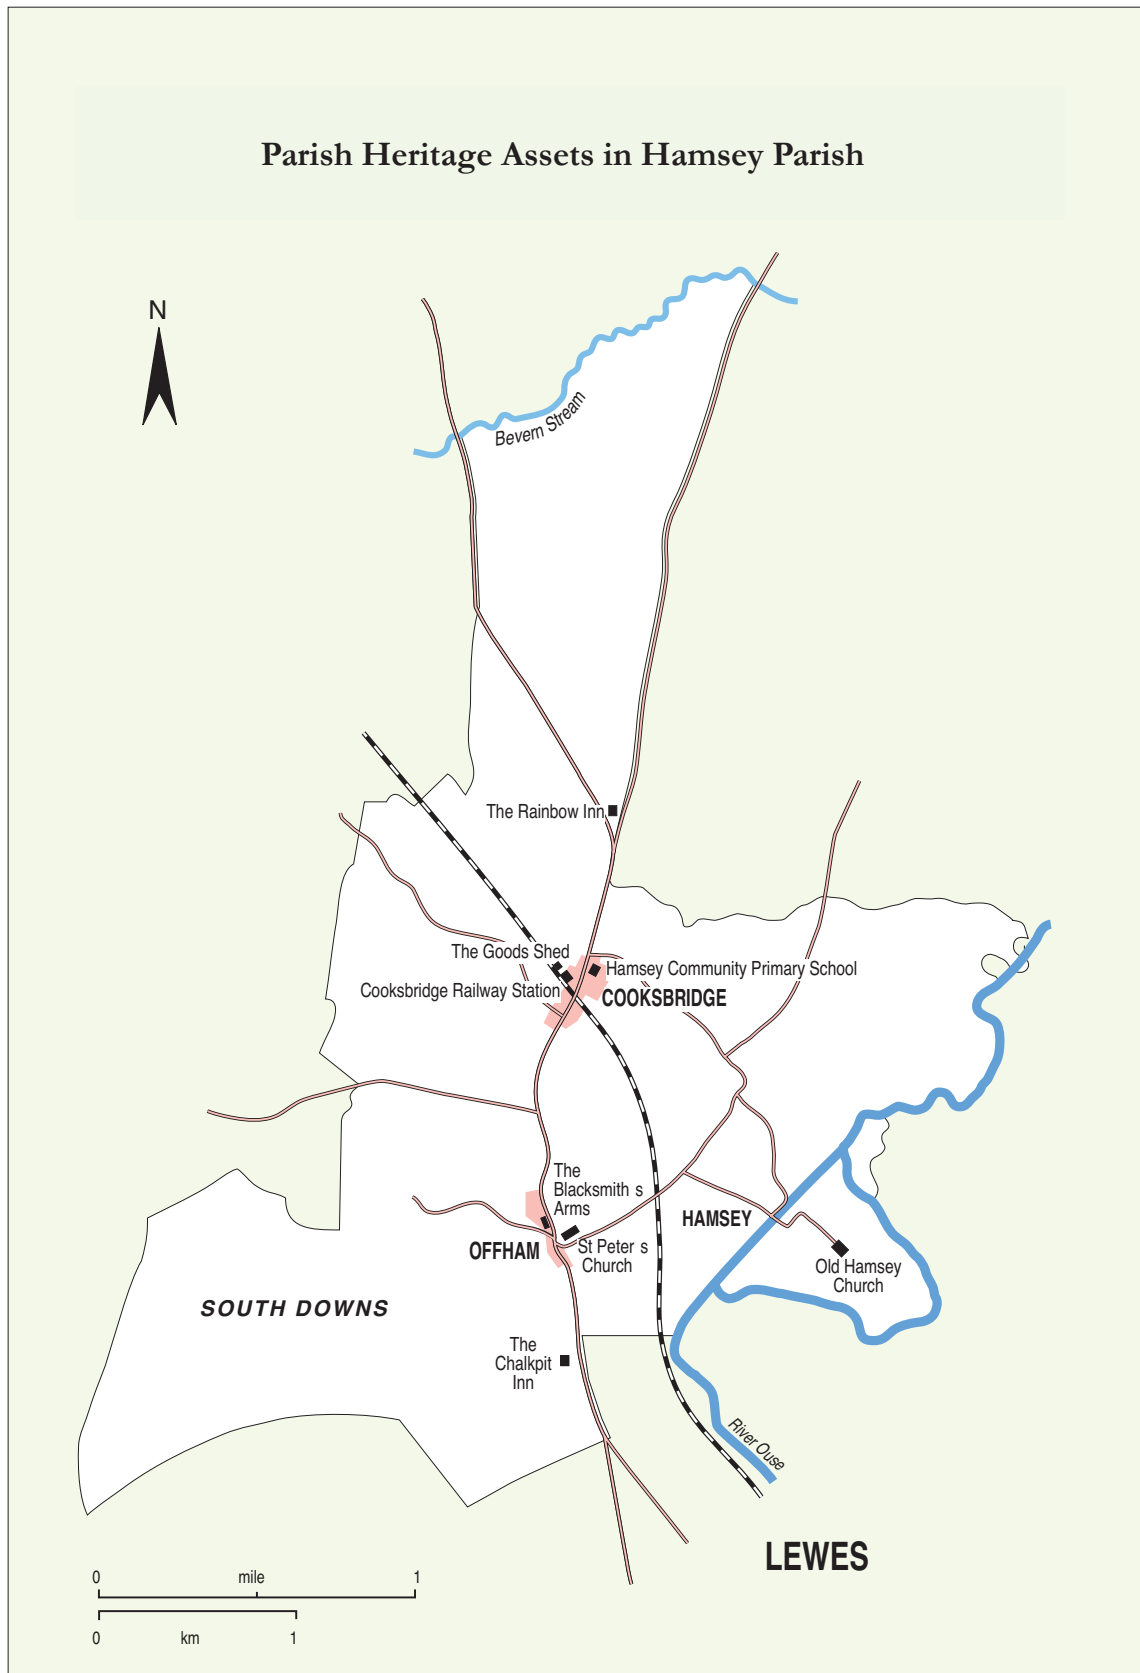 Parish Heritage Assets in Hamsey Parish
N
Bevern Stream
The Rainbow Inn
The Goods Shed
Hamsey Community Primary School
Cooksbridge Railway Station
COOKSBRIDGE
The
Blacksmith s
Arms
HAMSEY
OFFHAM
St Peter s
Church
Old Hamsey
Church
SOUTH DOWNS
The
Chalkpit
Inn
River Ouse
LEWES
0 mile 1
0 km 1